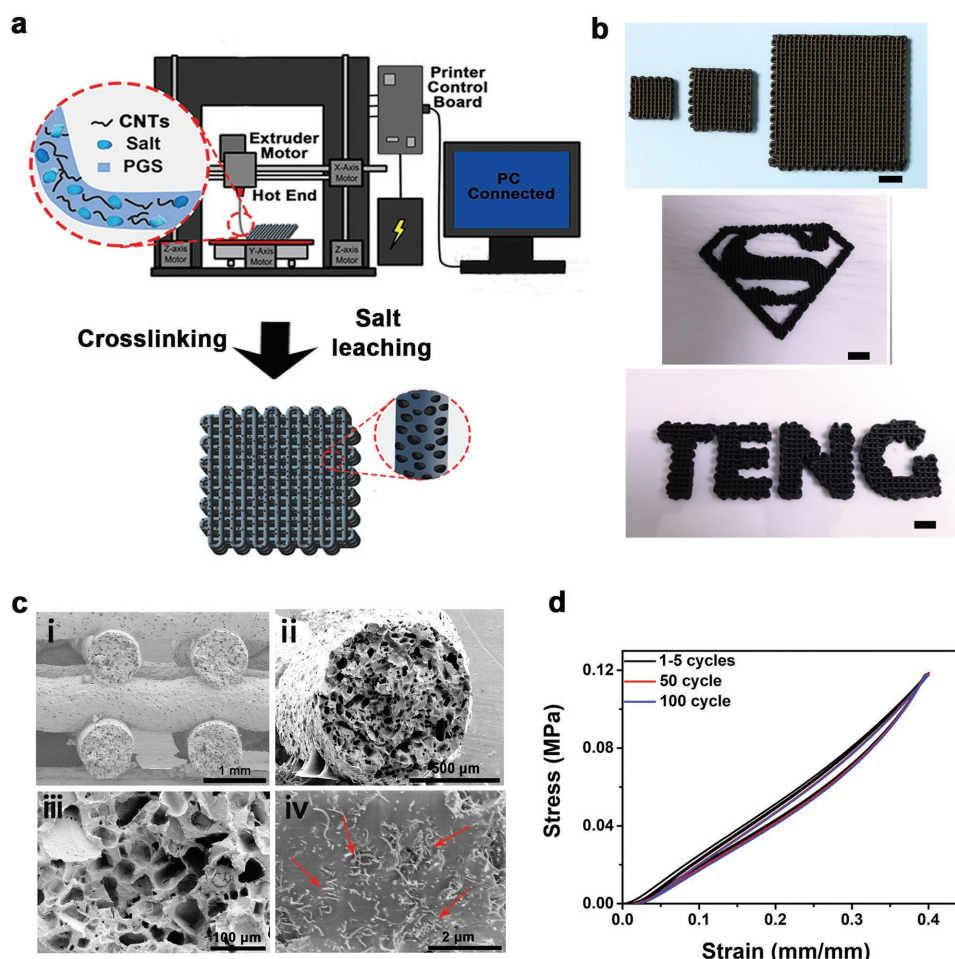 a
CNTs
Salt
PGS
Extruder
Motor
Hot End
X-Axis
Motor
Z-axis
Motor
Y-Axis
Motor
Z-axis
Motor
Printer
Control
Board
PC
Connected
Crosslinking
Salt
leaching
b
TENG
c
i
1 mm
ii
500 µm
iii
100 µm
iv
2 µm
d
1-5 cycles
50 cycle
100 cycle
0.12
0.08
0.04
0.00
0.0
0.1
0.2
0.3
0.4
Stress (MPa)
Strain (mm/mm)